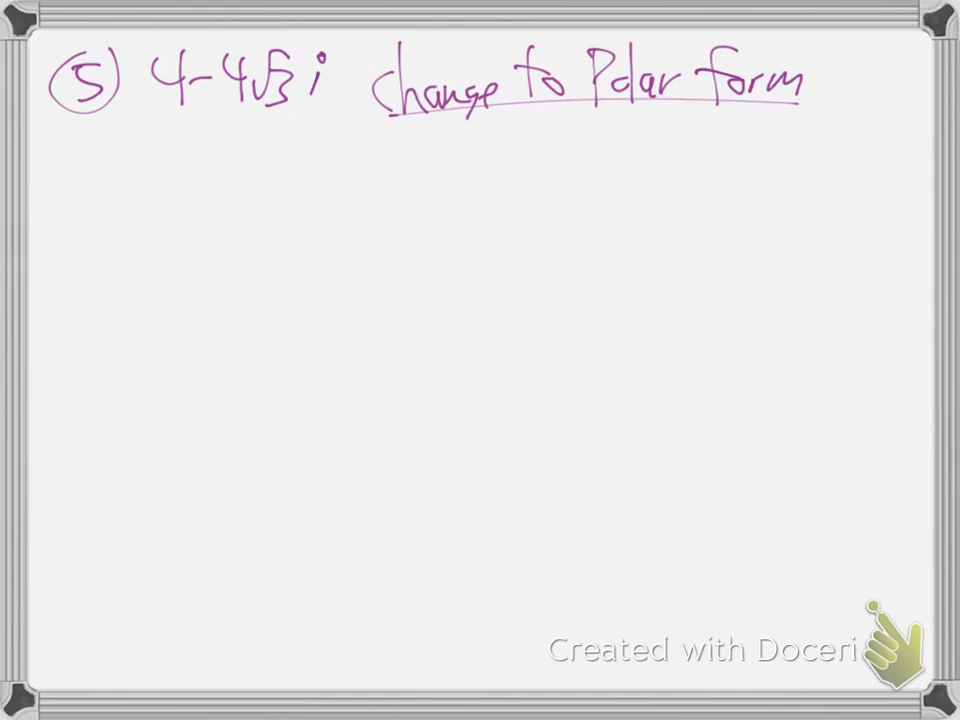 ⑤ 4-4√3 i change to Polar form
Created with Doceri